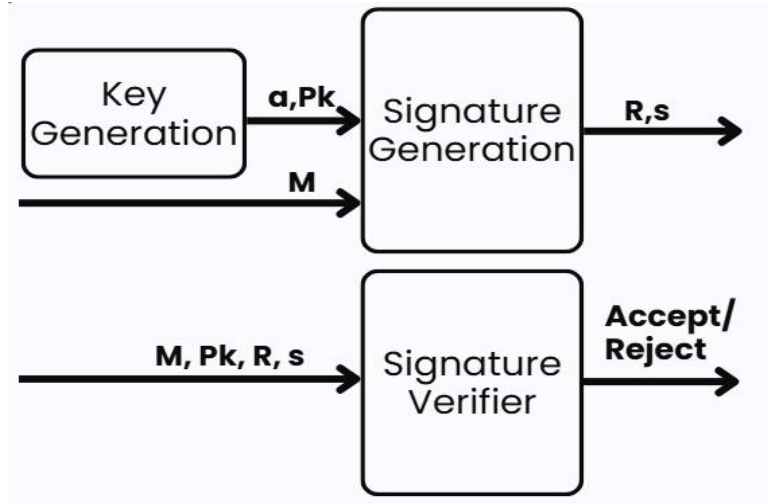 Key
Generation
a,Pk
M
Signature
Generation
R,s
M, Pk, R, s
Signature
Verifier
Accept/
Reject